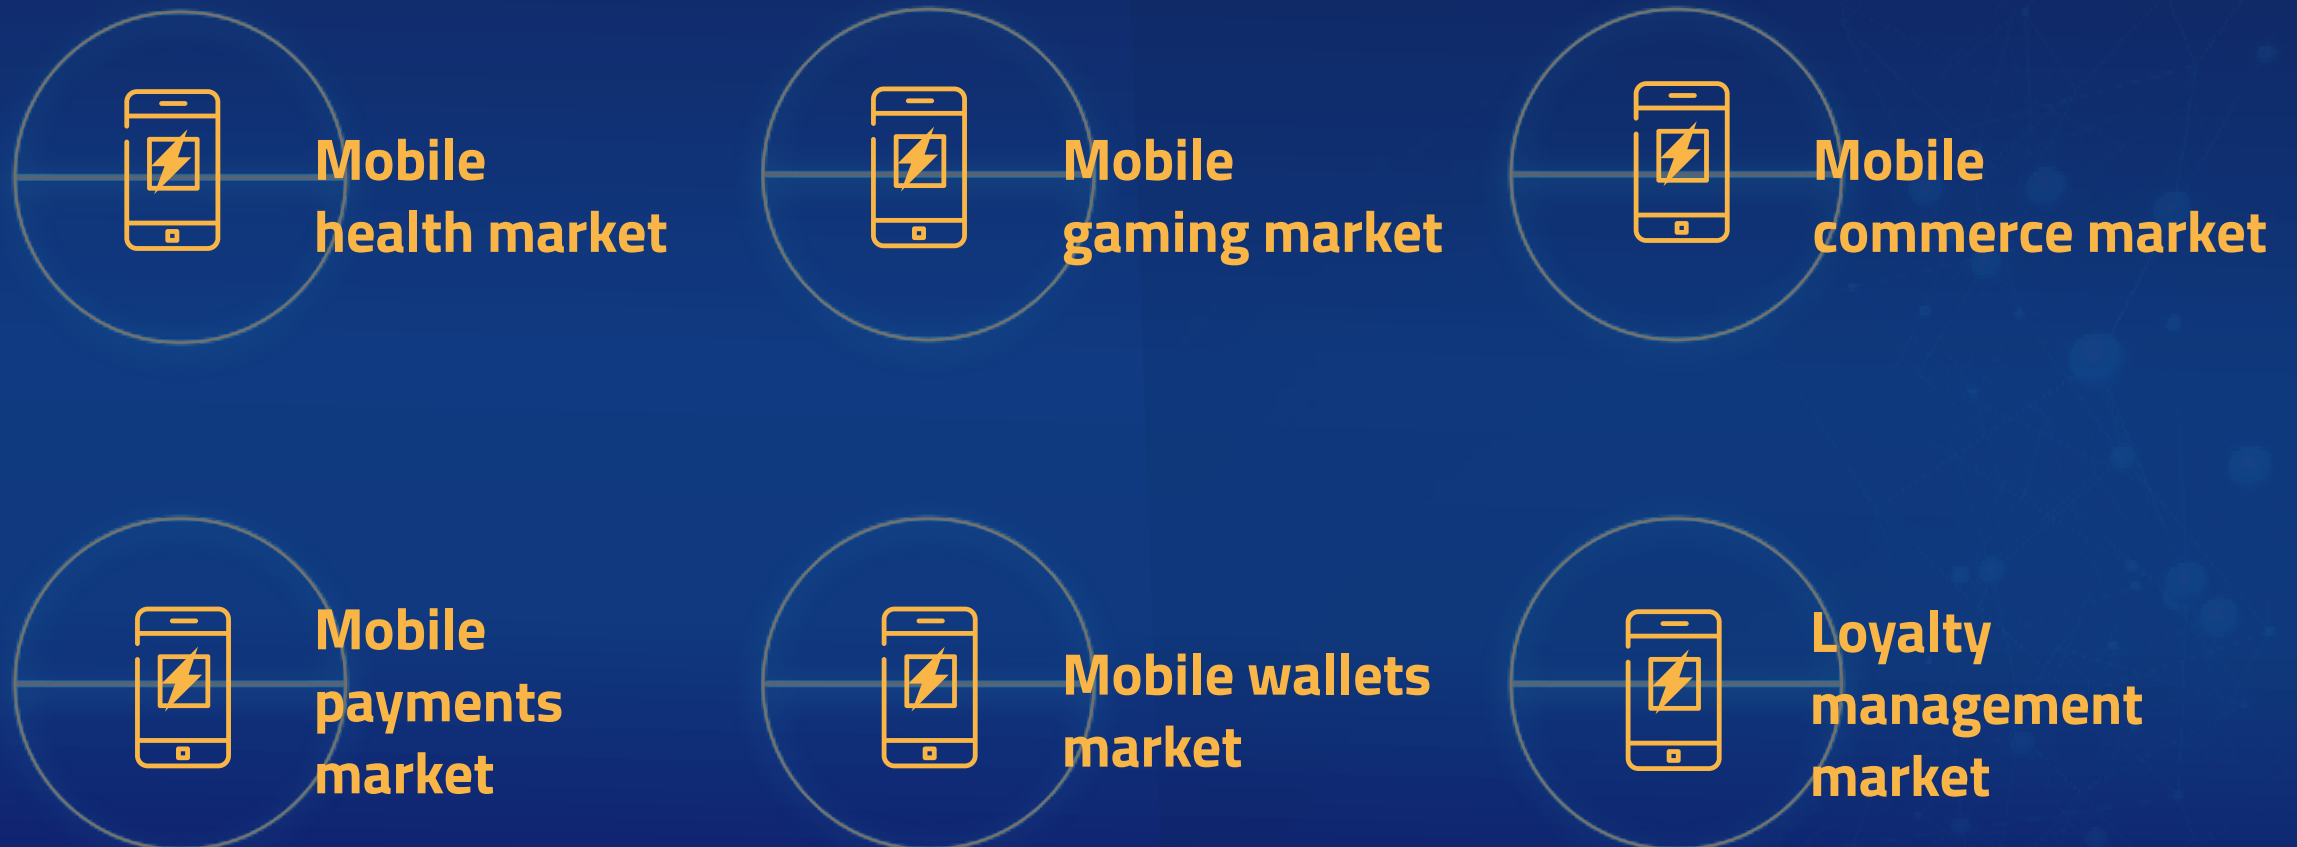 Mobile
health market
Mobile
gaming market
Mobile
commerce market
Mobile
payments
market
Mobile wallets
market
Loyalty
management
market